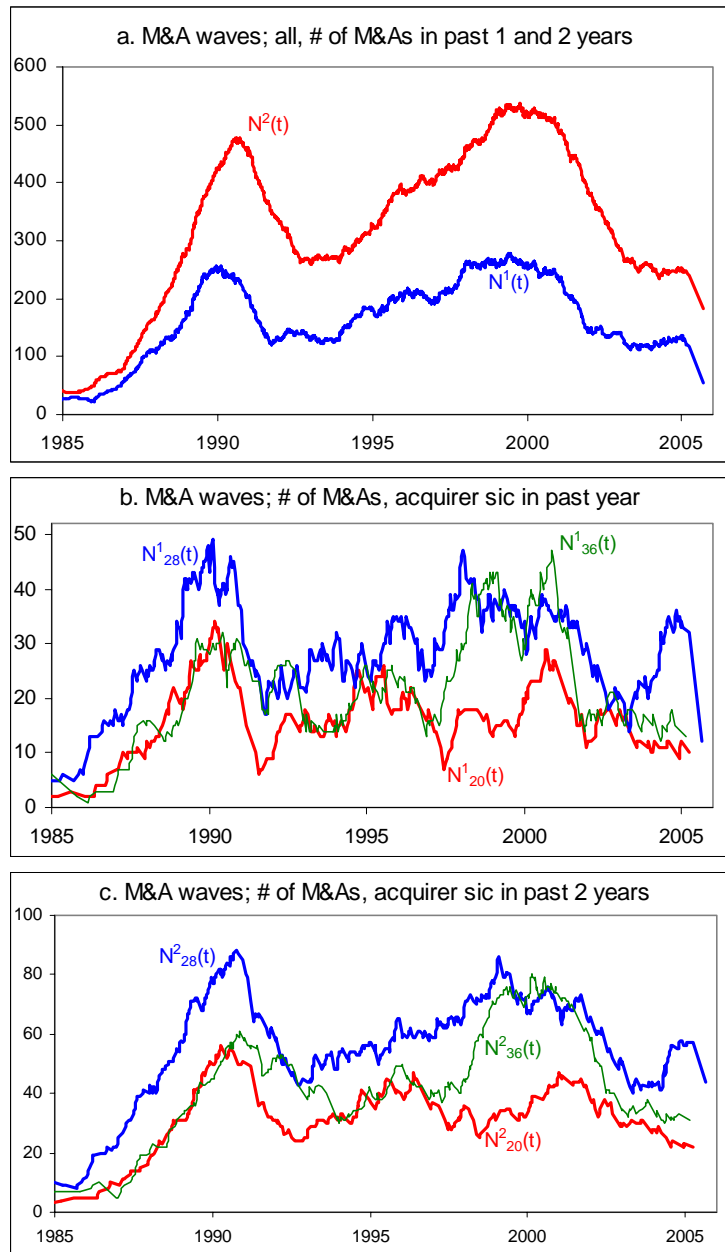 a. M&A waves; all, # of M&As in past 1 and 2 years
600
500
400
300
200
100
0
N²(t)
N¹(t)
1985 1990 1995 2000 2005
b. M&A waves; # of M&As, acquirer sic in past year
50
40
30
20
10
0
N¹₂₈(t)
N¹₃₆(t)
N¹₂₀(t)
1985 1990 1995 2000 2005
c. M&A waves; # of M&As, acquirer sic in past 2 years
100
80
60
40
20
0
N²₂₈(t)
N²₃₆(t)
N²₂₀(t)
1985 1990 1995 2000 2005